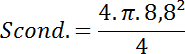 Scond. = 4. π. 8,8² / 4